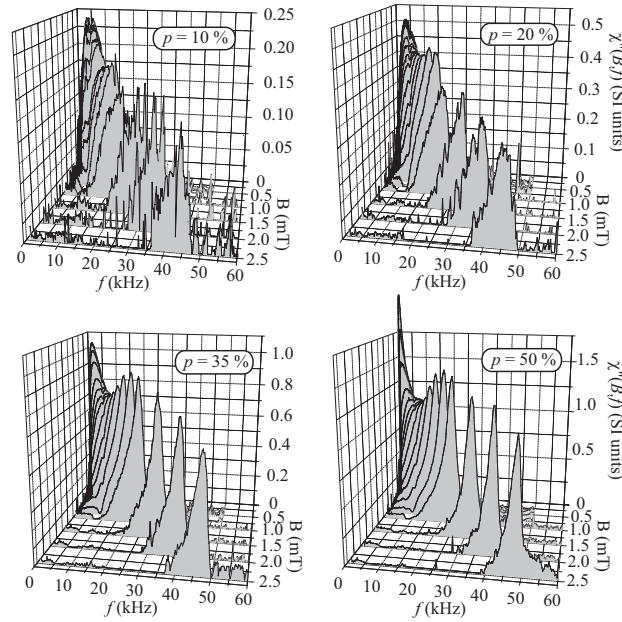 p = 10 %
0.25
0.20
0.15
0.10
0.05
0
0.5
1.0
1.5
2.0
2.5
B (mT)
0 10 20 30 40 50 60
f (kHz)
p = 20 %
0.5
0.4
0.3
0.2
0.1
0
0.5
1.0
1.5
2.0
2.5
χ"(B,f) (SI units)
B (mT)
0 10 20 30 40 50 60
f (kHz)
p = 35 %
1.0
0.8
0.6
0.4
0.2
0
0.5
1.0
1.5
2.0
2.5
B (mT)
0 10 20 30 40 50 60
f (kHz)
p = 50 %
1.5
1.0
0.5
0
0.5
1.0
1.5
2.0
2.5
χ"(B,f) (SI units)
B (mT)
0 10 20 30 40 50 60
f (kHz)